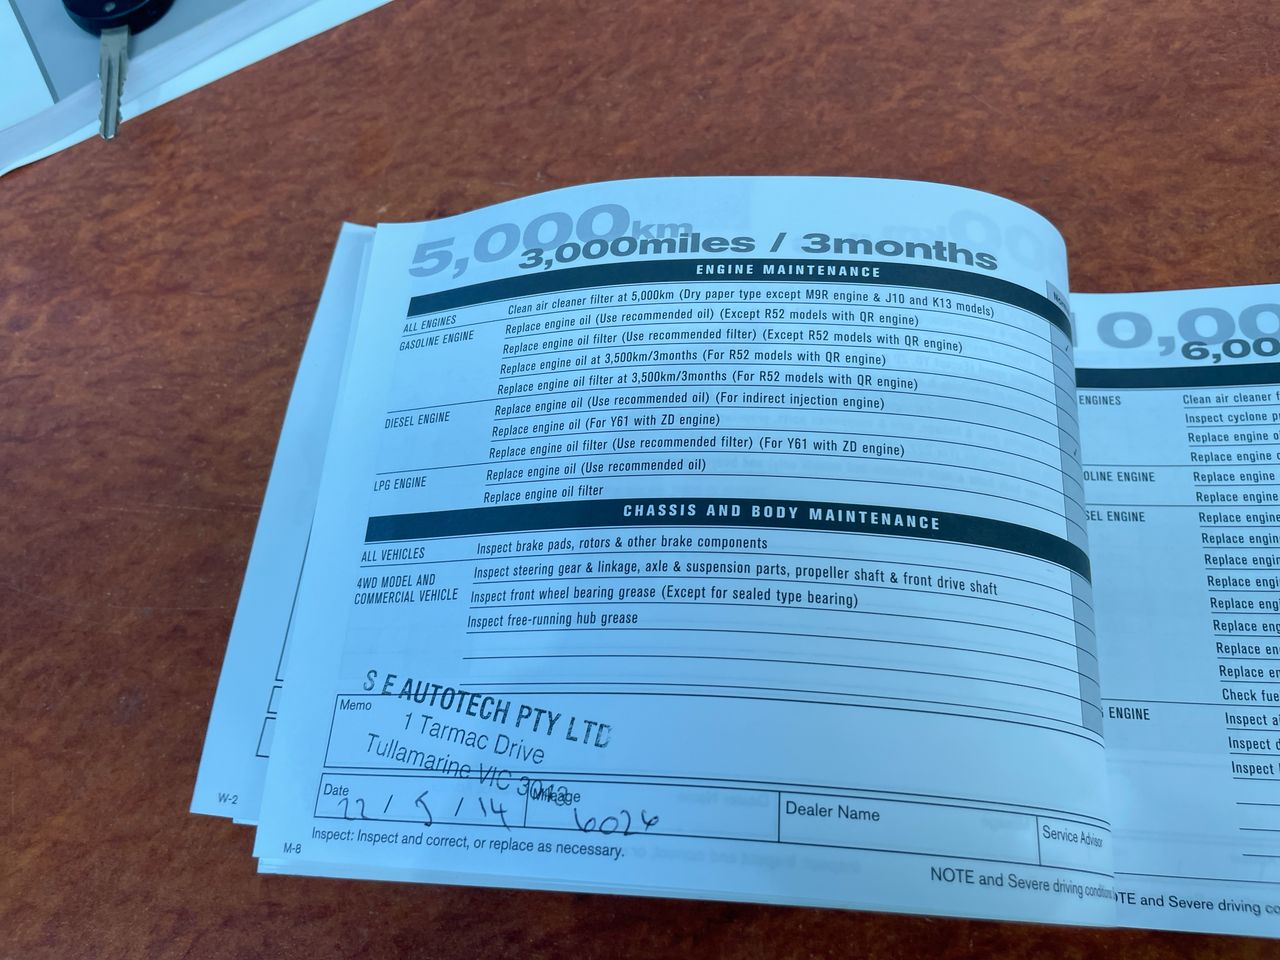 5,000km
3,000miles / 3months
ENGINE MAINTENANCE
ALL ENGINES Clean air cleaner filter at 5,000km (Dry paper type except M9R engine & J10 and K13 models)
GASOLINE ENGINE Replace engine oil (Use recommended oil) (Except R52 models with QR engine)
Replace engine oil filter (Use recommended filter) (Except R52 models with QR engine)
Replace engine oil at 3,500km/3months (For R52 models with QR engine)
Replace engine oil filter at 3,500km/3months (For R52 models with QR engine)
DIESEL ENGINE Replace engine oil (Use recommended oil) (For indirect injection engine)
Replace engine oil (For Y61 with ZD engine)
Replace engine oil filter (Use recommended filter) (For Y61 with ZD engine)
LPG ENGINE Replace engine oil (Use recommended oil)
Replace engine oil filter
CHASSIS AND BODY MAINTENANCE
ALL VEHICLES Inspect brake pads, rotors & other brake components
4WD MODEL AND COMMERCIAL VEHICLE Inspect steering gear & linkage, axle & suspension parts, propeller shaft & front drive shaft
Inspect front wheel bearing grease (Except for sealed type bearing)
Inspect free-running hub grease
S E AUTOTECH PTY LTD
Memo
1 Tarmac Drive
Tullamarine VIC 3043
Date 22 / 5 / 14 Mileage 6026 Dealer Name Service Advisor
Inspect: Inspect and correct, or replace as necessary.
M-8
NOTE and Severe driving
W-2
10,00
6,00
ENGINES Clean air cleaner
Inspect cyclone
Replace engine
Replace engine
ENGINE Replace engine
Replace engine
ENGINE Replace engine
Replace
Replace
Replace
Replace
Replace
Replace
Replace
Check
ENGINE Inspect
Inspect
Inspect
and Severe driving